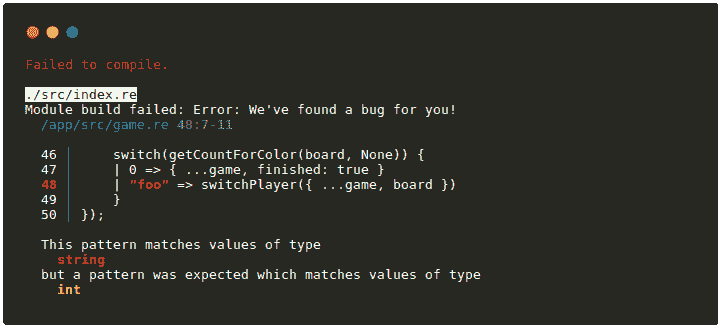 Failed to compile.
./src/index.re
Module build failed: Error: We've found a bug for you!
/app/src/game.re 48:7-11
46 │ switch(getCountForColor(board, None)) {
47 │ | 0 => { ...game, finished: true }
48 │ | "foo" => switchPlayer({ ...game, board })
49 │ }
50 │ });
This pattern matches values of type
string
but a pattern was expected which matches values of type
int